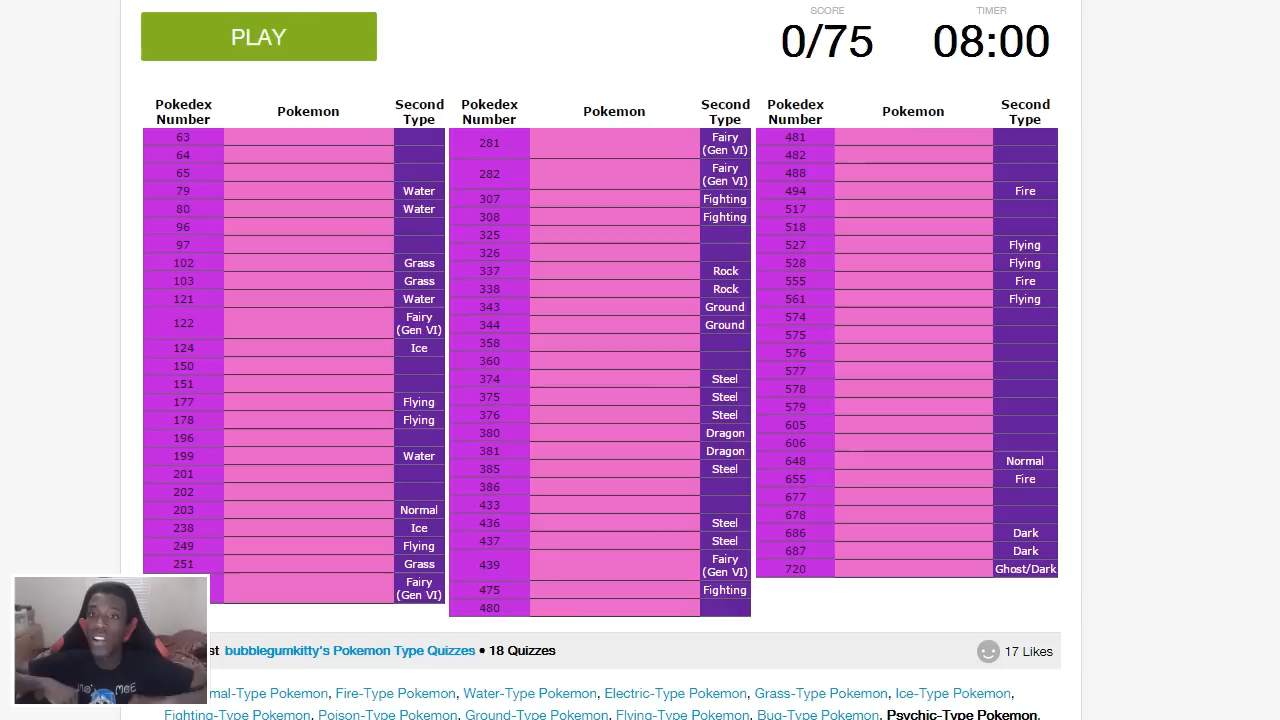 PLAY
SCORE
0/75
TIMER
08:00
Pokedex Number Pokemon Second Type
63
64
65
79 Water
80 Water
96
97
102 Grass
103 Grass
121 Water
122 Fairy (Gen VI)
124 Ice
150
151
177 Flying
178 Flying
196
199 Water
201
202
203 Normal
238 Ice
249 Flying
251 Grass
Fairy (Gen VI)
Pokedex Number Pokemon Second Type
281 Fairy (Gen VI)
282 Fairy (Gen VI)
307 Fighting
308 Fighting
325
326
337 Rock
338 Rock
343 Ground
344 Ground
358
360
374 Steel
375 Steel
376 Steel
380 Dragon
381 Dragon
385 Steel
386
433
436 Steel
437 Steel
439 Fairy (Gen VI)
475 Fighting
480
Pokedex Number Pokemon Second Type
481
482
488
494 Fire
517
518
527 Flying
528 Flying
555 Fire
561 Flying
574
575
576
577
578
579
605
606
648 Normal
655 Fire
677
678
686 Dark
687 Dark
720 Ghost/Dark
st bubblegumkitty's Pokemon Type Quizzes • 18 Quizzes
17 Likes
mal-Type Pokemon, Fire-Type Pokemon, Water-Type Pokemon, Electric-Type Pokemon, Grass-Type Pokemon, Ice-Type Pokemon,
Fighting-Type Pokemon, Poison-Type Pokemon, Ground-Type Pokemon, Flying-Type Pokemon, Bug-Type Pokemon, Psychic-Type Pokemon,